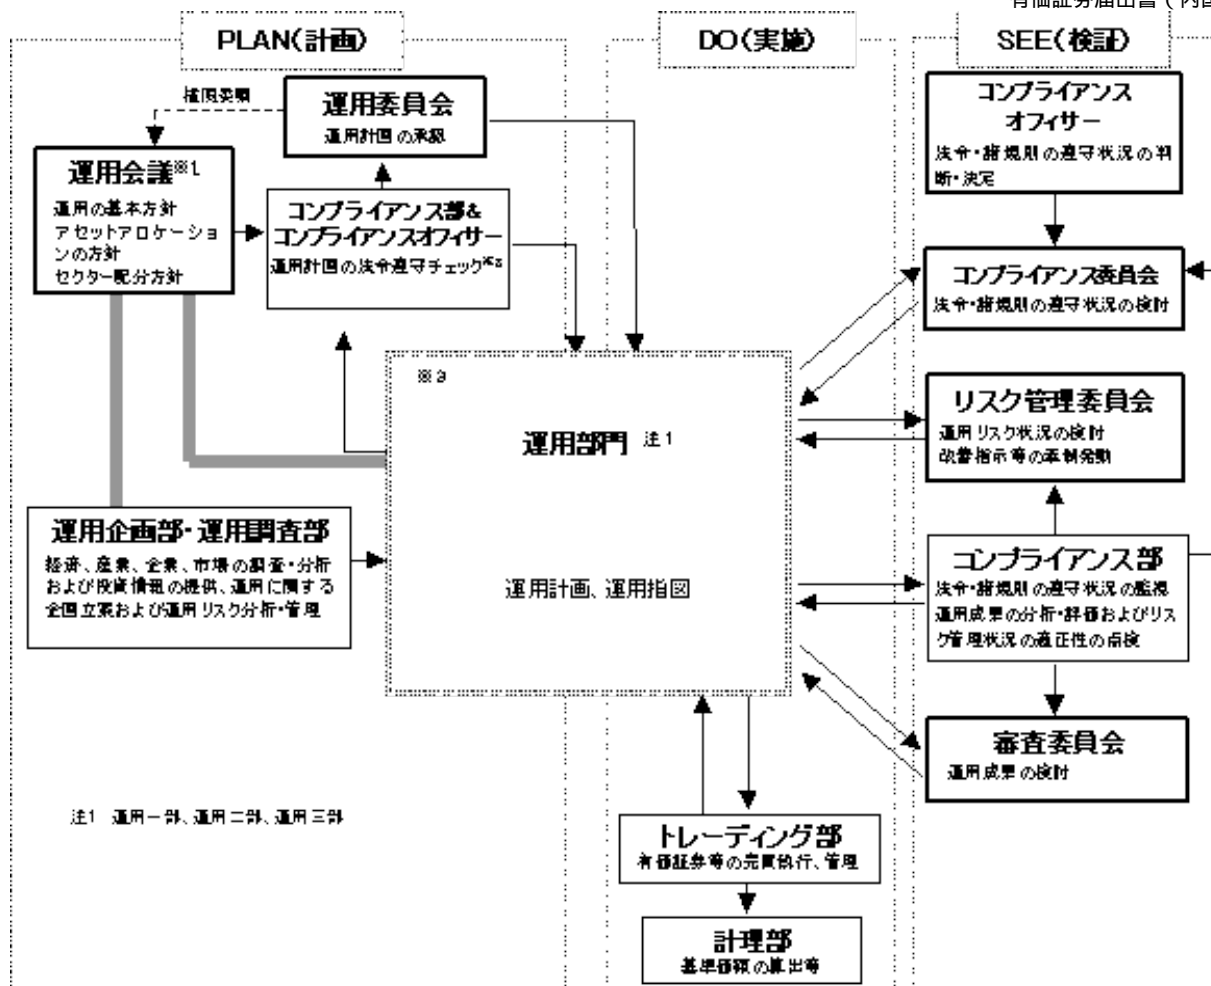 有価証券届出書（内国
PLAN(計画)
DO(実施)
SEE(検証)
権限委嘱
運用委員会
運用計画の承認
運用会議※1
運用の基本方針
アセットアロケーショ
ンの方針
セクター配分方針
コンプライアンス部&
コンプライアンスオフィサー
運用計画の法令遵守チェック※2
コンプライアンス
オフィサー
法令・諸規則の遵守状況の判
断・決定
コンプライアンス委員会
法令・諸規則の遵守状況の検討
※3
運用部門 注1
運用計画、運用指図
リスク管理委員会
運用リスク状況の検討
改善指示等の牽制発動
運用企画部・運用調査部
経済、産業、企業、市場の調査・分析
および投資情報の提供、運用に関する
企画立案および運用リスク分析・管理
コンプライアンス部
法令・諸規則の遵守状況の監視
運用成果の分析・評価およびリス
ク管理状況の適正性の点検
審査委員会
運用成果の検討
注1 運用一部、運用二部、運用三部
トレーディング部
有価証券等の売買執行、管理
計理部
基準価額の算出等